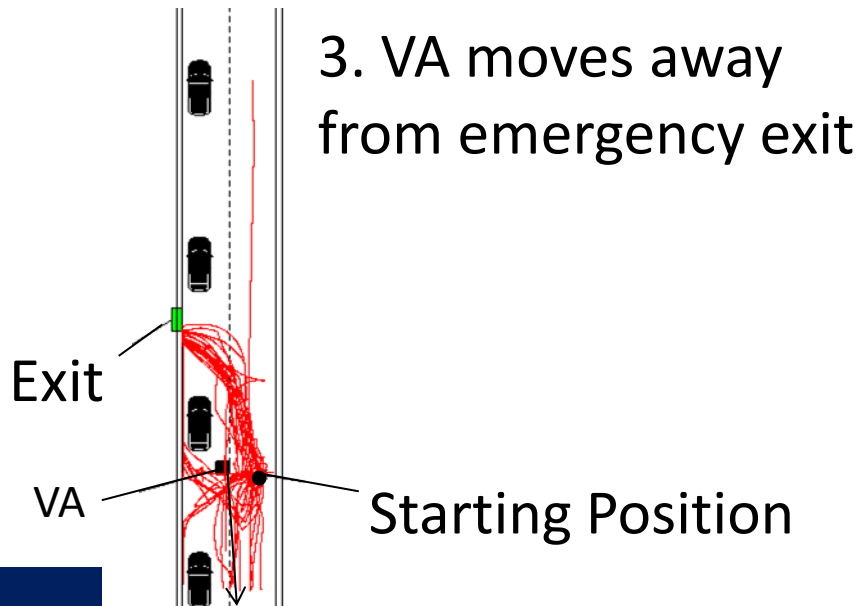 3. VA moves away
from emergency exit
Exit
VA
Starting Position